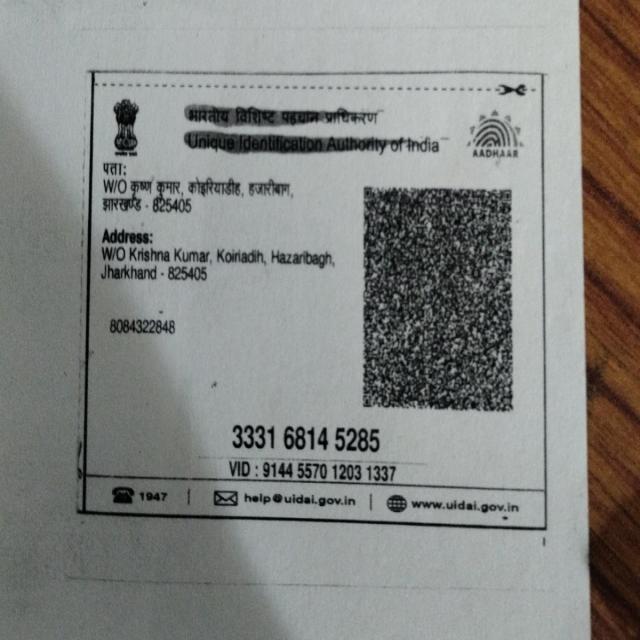 भारतीय विशिष्ट पहचान प्राधिकरण
Unique Identification Authority of India
AADHAAR
पता:
W/O कृष्ण कुमार, कोइरियाडीह, हजारीबाग,
झारखण्ड - 825405
Address:
W/O Krishna Kumar, Koiriadih, Hazaribagh,
Jharkhand - 825405
8084322848
3331 6814 5285
VID : 9144 5570 1203 1337
1947 | help@uidai.gov.in | www.uidai.gov.in